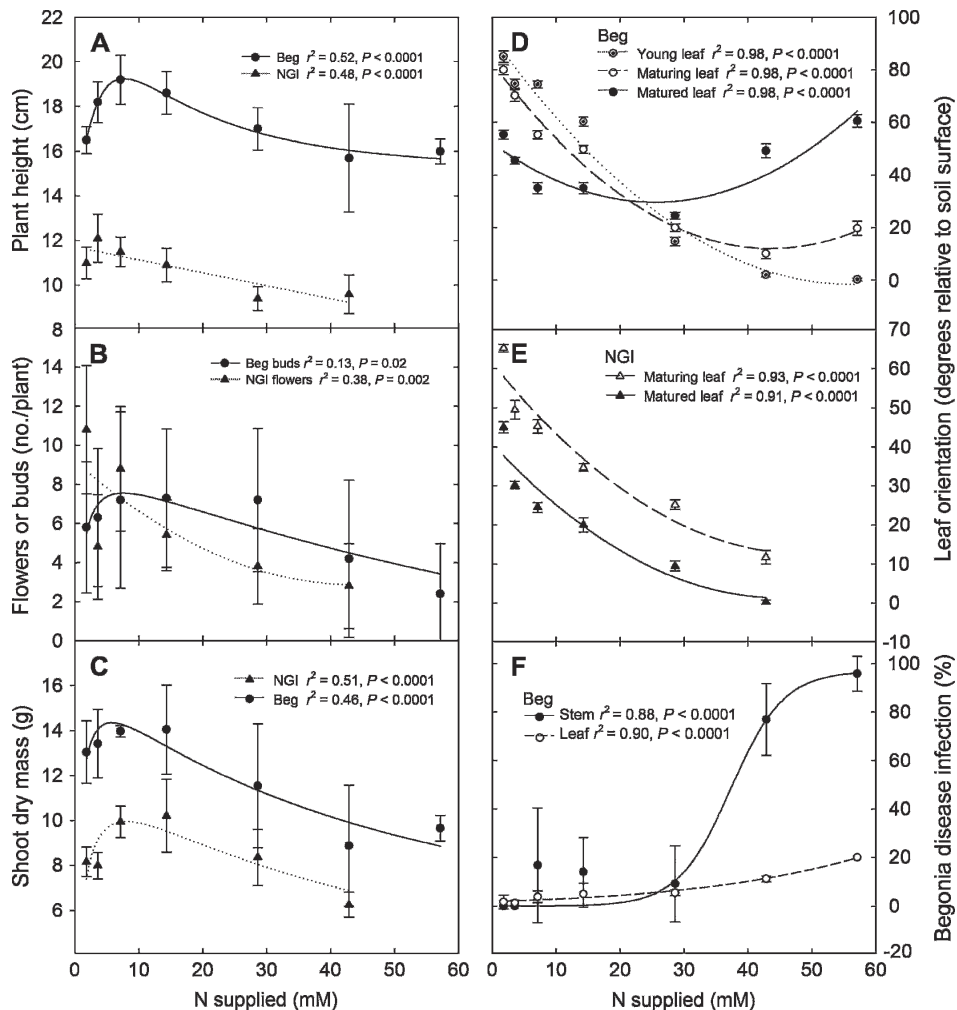 A
Beg r² = 0.52, P < 0.0001
NGI r² = 0.48, P < 0.0001
Plant height (cm)
22
20
18
16
14
12
10
8
B
Beg buds r² = 0.13, P = 0.02
NGI flowers r² = 0.38, P = 0.002
Flowers or buds (no./plant)
14
12
10
8
6
4
2
0
C
NGI r² = 0.51, P < 0.0001
Beg r² = 0.46, P < 0.0001
Shoot dry mass (g)
16
14
12
10
8
6
0 10 20 30 40 50 60
N supplied (mM)
D
Beg
Young leaf r² = 0.98, P < 0.0001
Maturing leaf r² = 0.98, P < 0.0001
Matured leaf r² = 0.98, P < 0.0001
100
80
60
40
20
0
Leaf orientation (degrees relative to soil surface)
E
NGI
Maturing leaf r² = 0.93, P < 0.0001
Matured leaf r² = 0.91, P < 0.0001
70
60
50
40
30
20
10
0
-10
F
Beg
Stem r² = 0.88, P < 0.0001
Leaf r² = 0.90, P < 0.0001
100
80
60
40
20
0
-20
Begonia disease infection (%)
0 10 20 30 40 50 60
N supplied (mM)